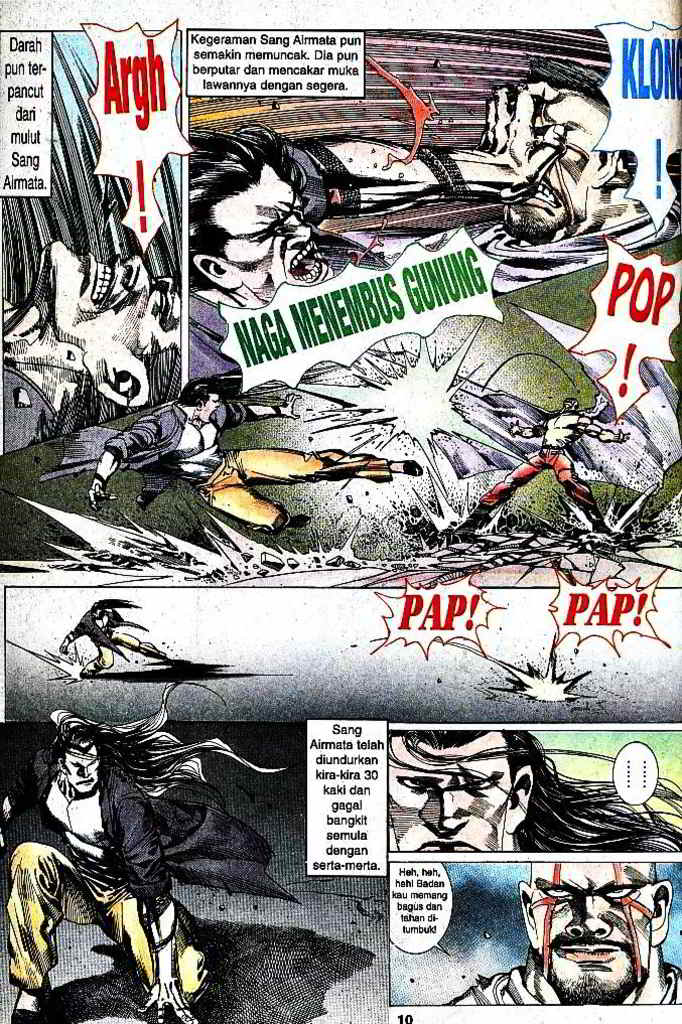 Darah
pun ter-
pancut
dari
mulut
Sang
Airmata.
Argh
!
Kegeraman Sang Airmata pun
semakin memuncak. Dia pun
berputar dan mencakar muka
lawannya dengan segera.
KLONG
!
NAGA MENEMBUS GUNUNG
POP
!
PAP!
PAP!
Sang
Airmata telah
diundurkan
kira-kira 30
kaki dan
gagal
bangkit
semula
dengan
serta-merta.
Heh, heh,
heh! Badan
kau memang
bagus dan
tahan di-
tumbuk!
10